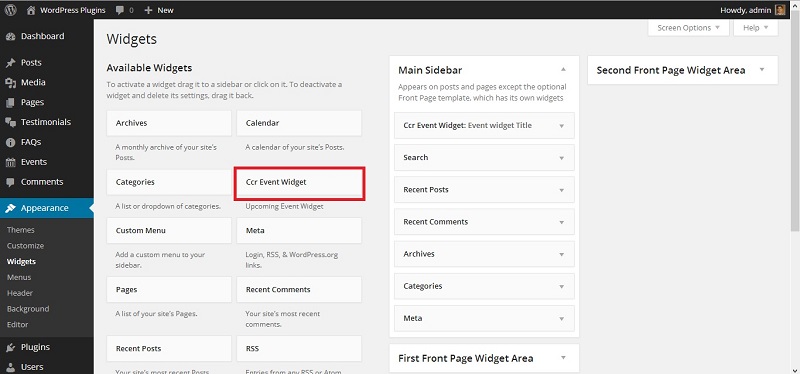 WordPress Plugins
0
+ New
Howdy, admin
Dashboard
Posts
Media
Pages
Testimonials
FAQs
Events
Comments
Appearance
Themes
Customize
Widgets
Menus
Header
Background
Editor
Plugins
Users
Screen Options
Help
Widgets
Available Widgets
To activate a widget drag it to a sidebar or click on it. To deactivate a
widget and delete its settings, drag it back.
Archives
A monthly archive of your site's
Posts.
Calendar
A calendar of your site's Posts.
Categories
A list or dropdown of categories.
Ccr Event Widget
Upcoming Event Widget
Custom Menu
Add a custom menu to your
sidebar.
Meta
Login, RSS, & WordPress.org
links.
Pages
A list of your site's Pages.
Recent Comments
Your site's most recent
comments.
Recent Posts
Your site's most recent Posts.
RSS
Entries from any RSS or Atom
Main Sidebar
Appears on posts and pages except the optional
Front Page template, which has its own widgets
Ccr Event Widget: Event widget Title
Search
Recent Posts
Recent Comments
Archives
Categories
Meta
First Front Page Widget Area
Second Front Page Widget Area